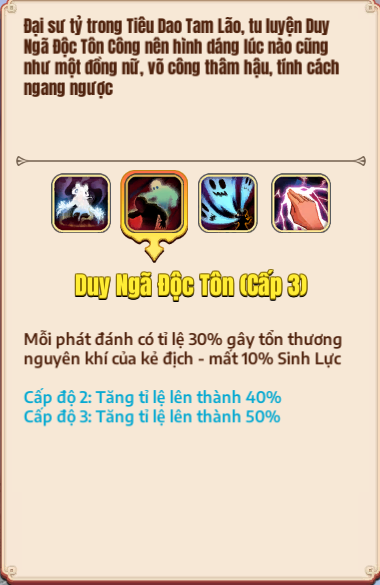 Đại sư tỷ trong Tiêu Dao Tam Lão, tu luyện Duy
Ngã Độc Tôn Công nên hình dáng lúc nào cũng
như một đồng nữ, võ công thâm hậu, tính cách
ngang ngược
Duy Ngã Độc Tôn (Cấp 3)
Mỗi phát đánh có tỉ lệ 30% gây tổn thương
nguyên khí của kẻ địch - mất 10% Sinh Lực
Cấp độ 2: Tăng tỉ lệ lên thành 40%
Cấp độ 3: Tăng tỉ lệ lên thành 50%